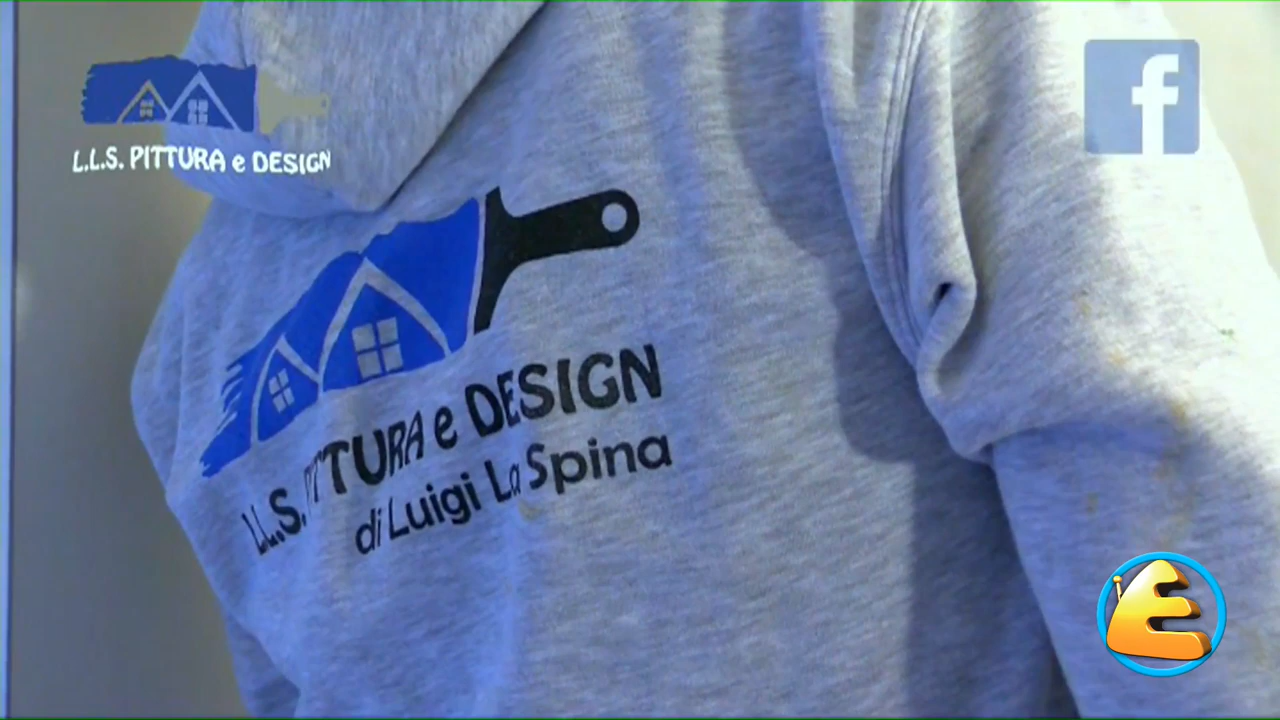 L.L.S. PITTURA e DESIGN
f
L.L.S. PITTURA e DESIGN
di Luigi La Spina
E